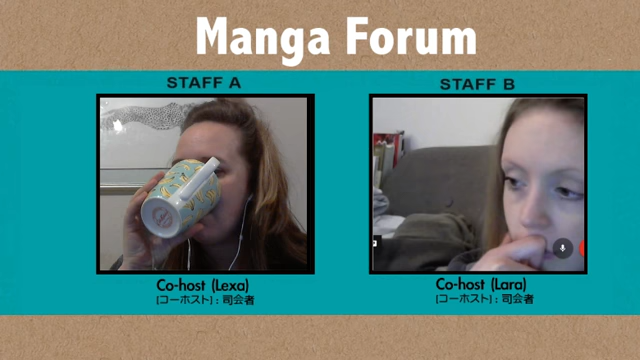 Manga Forum
STAFF A
STAFF B
Co-host (Lexa)
[コーホスト] : 司会者
Co-host (Lara)
[コーホスト] : 司会者